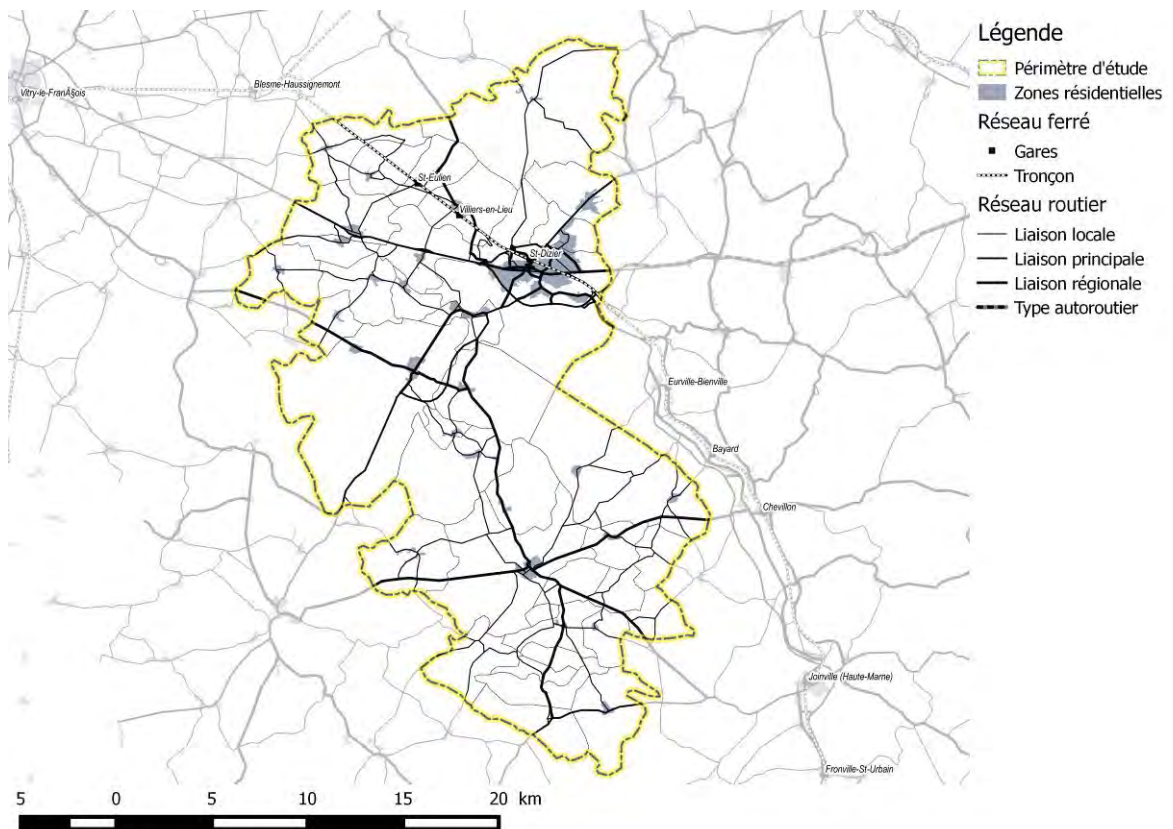 Légende
Périmètre d'étude
Zones résidentielles
Réseau ferré
Gares
Tronçon
Réseau routier
Liaison locale
Liaison principale
Liaison régionale
Type autoroutier
Blesme-Haussignemont
Vitry-le-FranÃ§ois
St-Eulien
Villiers-en-Lieu
St-Dizier
Eurville-Bienville
Bayard
Chevillon
Joinville (Haute-Marne)
Fronville-St-Urbain
5 0 5 10 15 20 km